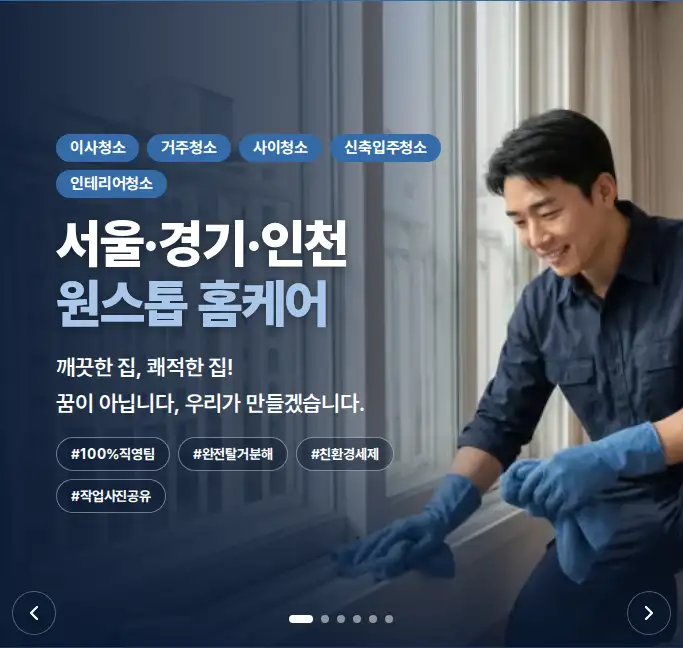 이사청소 거주청소 사이청소 신축입주청소
인테리어청소
서울·경기·인천
원스톱 홈케어
깨끗한 집, 쾌적한 집!
꿈이 아닙니다, 우리가 만들겠습니다.
#100%직영팀 #완전탈거분해 #친환경세제
#작업사진공유